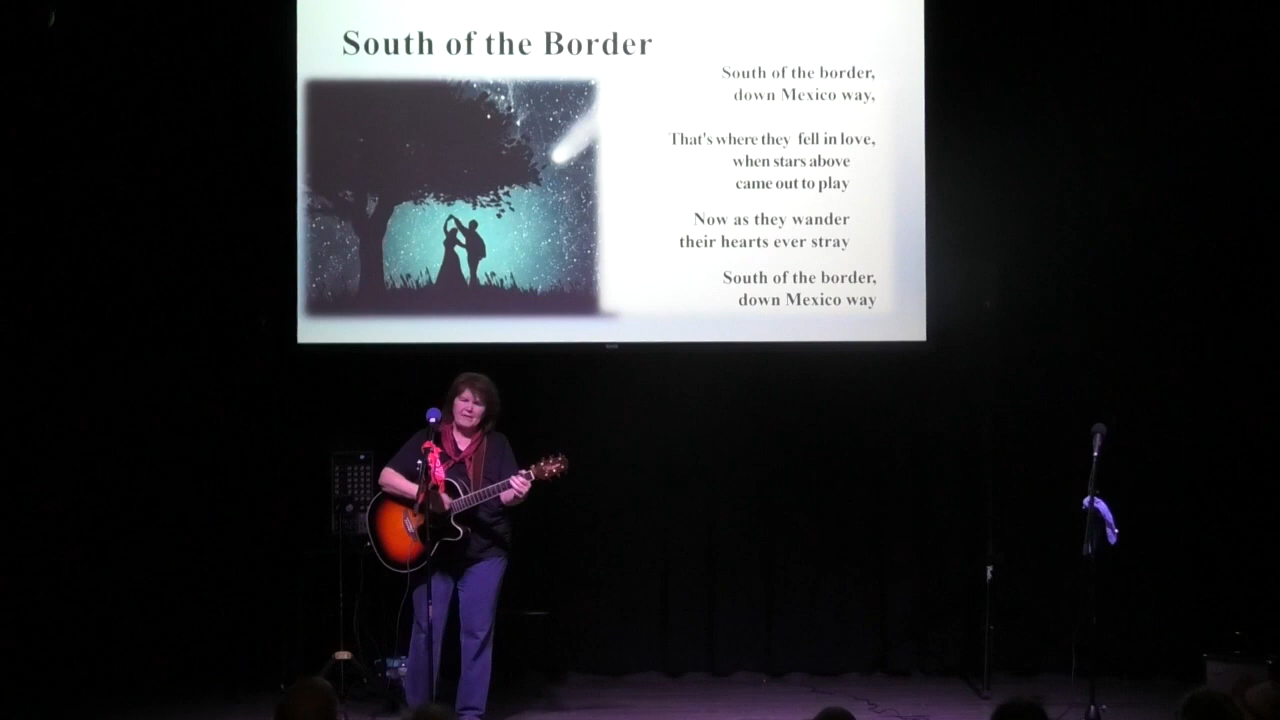 South of the Border
South of the border,
down Mexico way,
That's where they fell in love,
when stars above
came out to play
Now as they wander
their hearts ever stray
South of the border,
down Mexico way